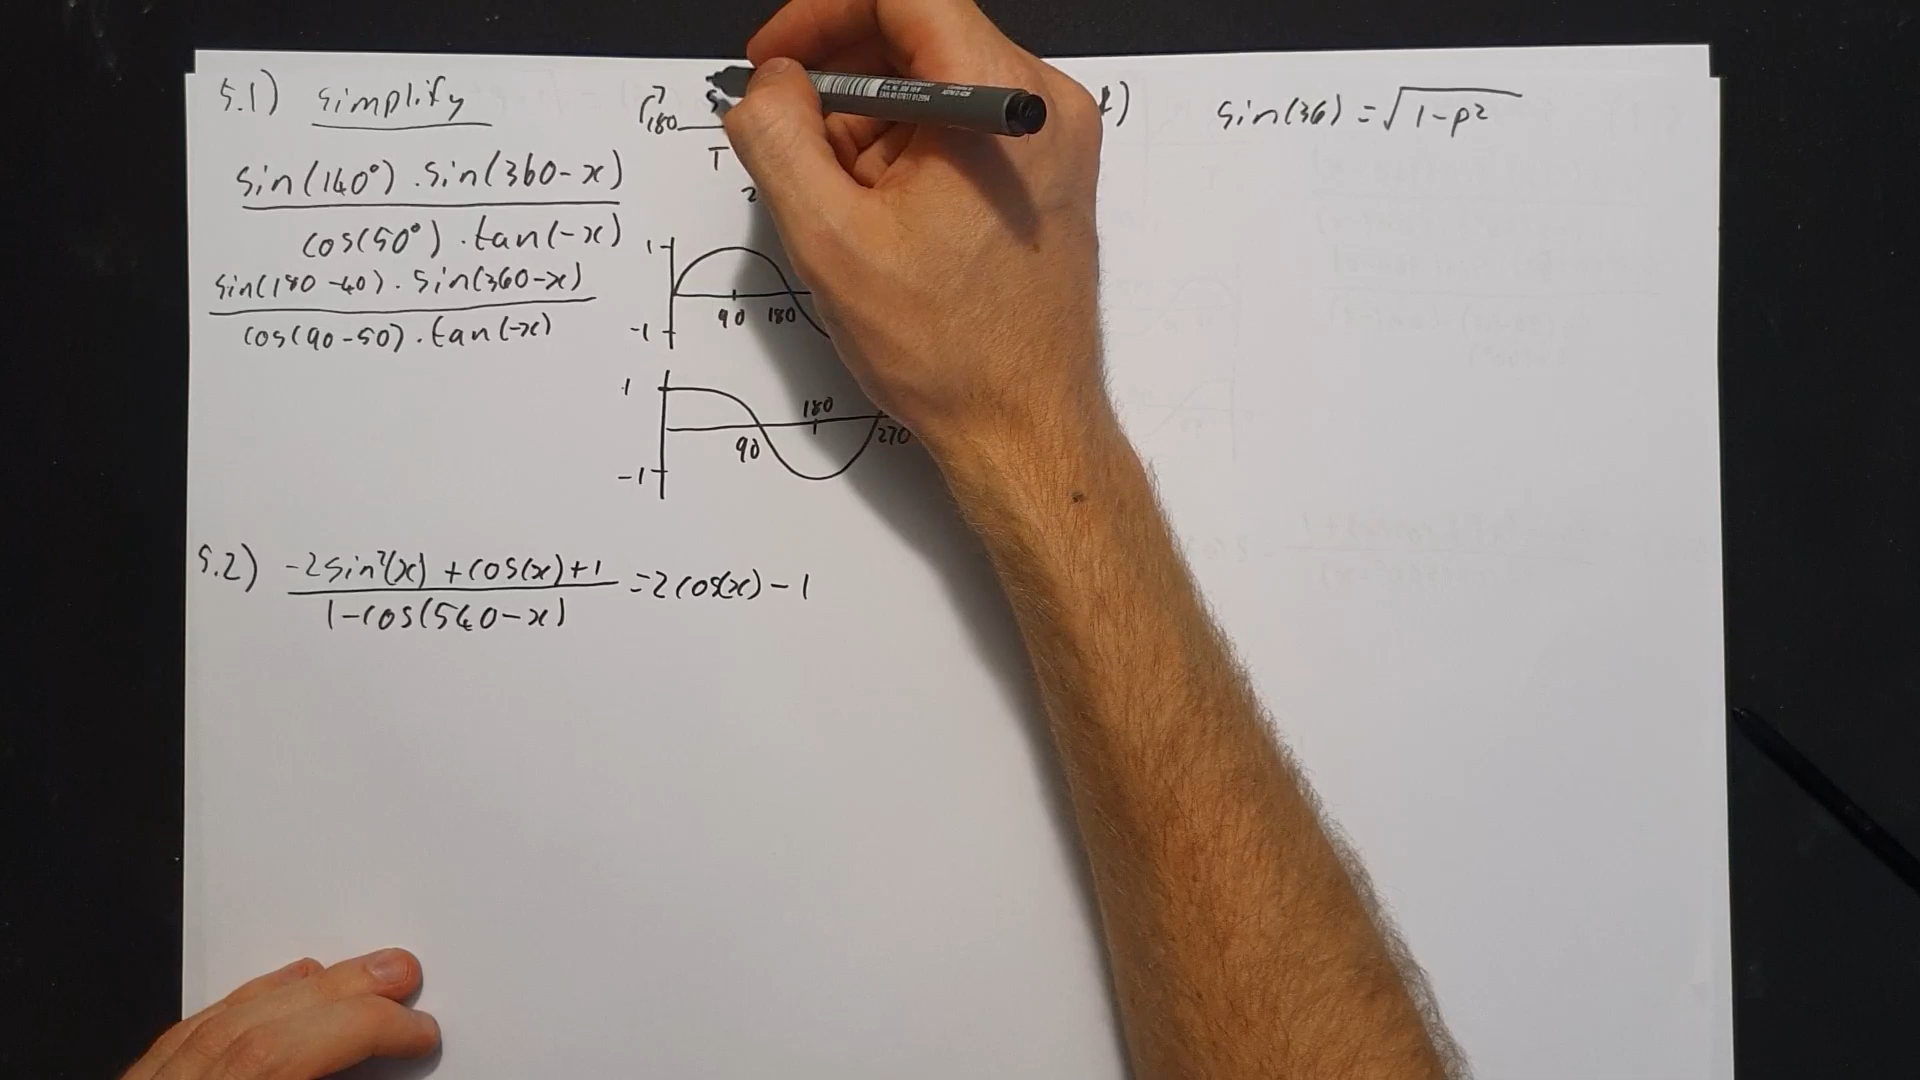 5.1) simplify
sin(140°) . sin(360-x)
cos(50°) . tan(-x)
sin(180-40) . sin(360-x)
cos(90-50) . tan(-x)
180
S
T
2
1
-1
90 180
1
-1
90
180
270
5.2) -2sin²(x) + cos(x) + 1
1-cos(540-x)
=2cos(x) - 1
)
sin(36) = √1-p²